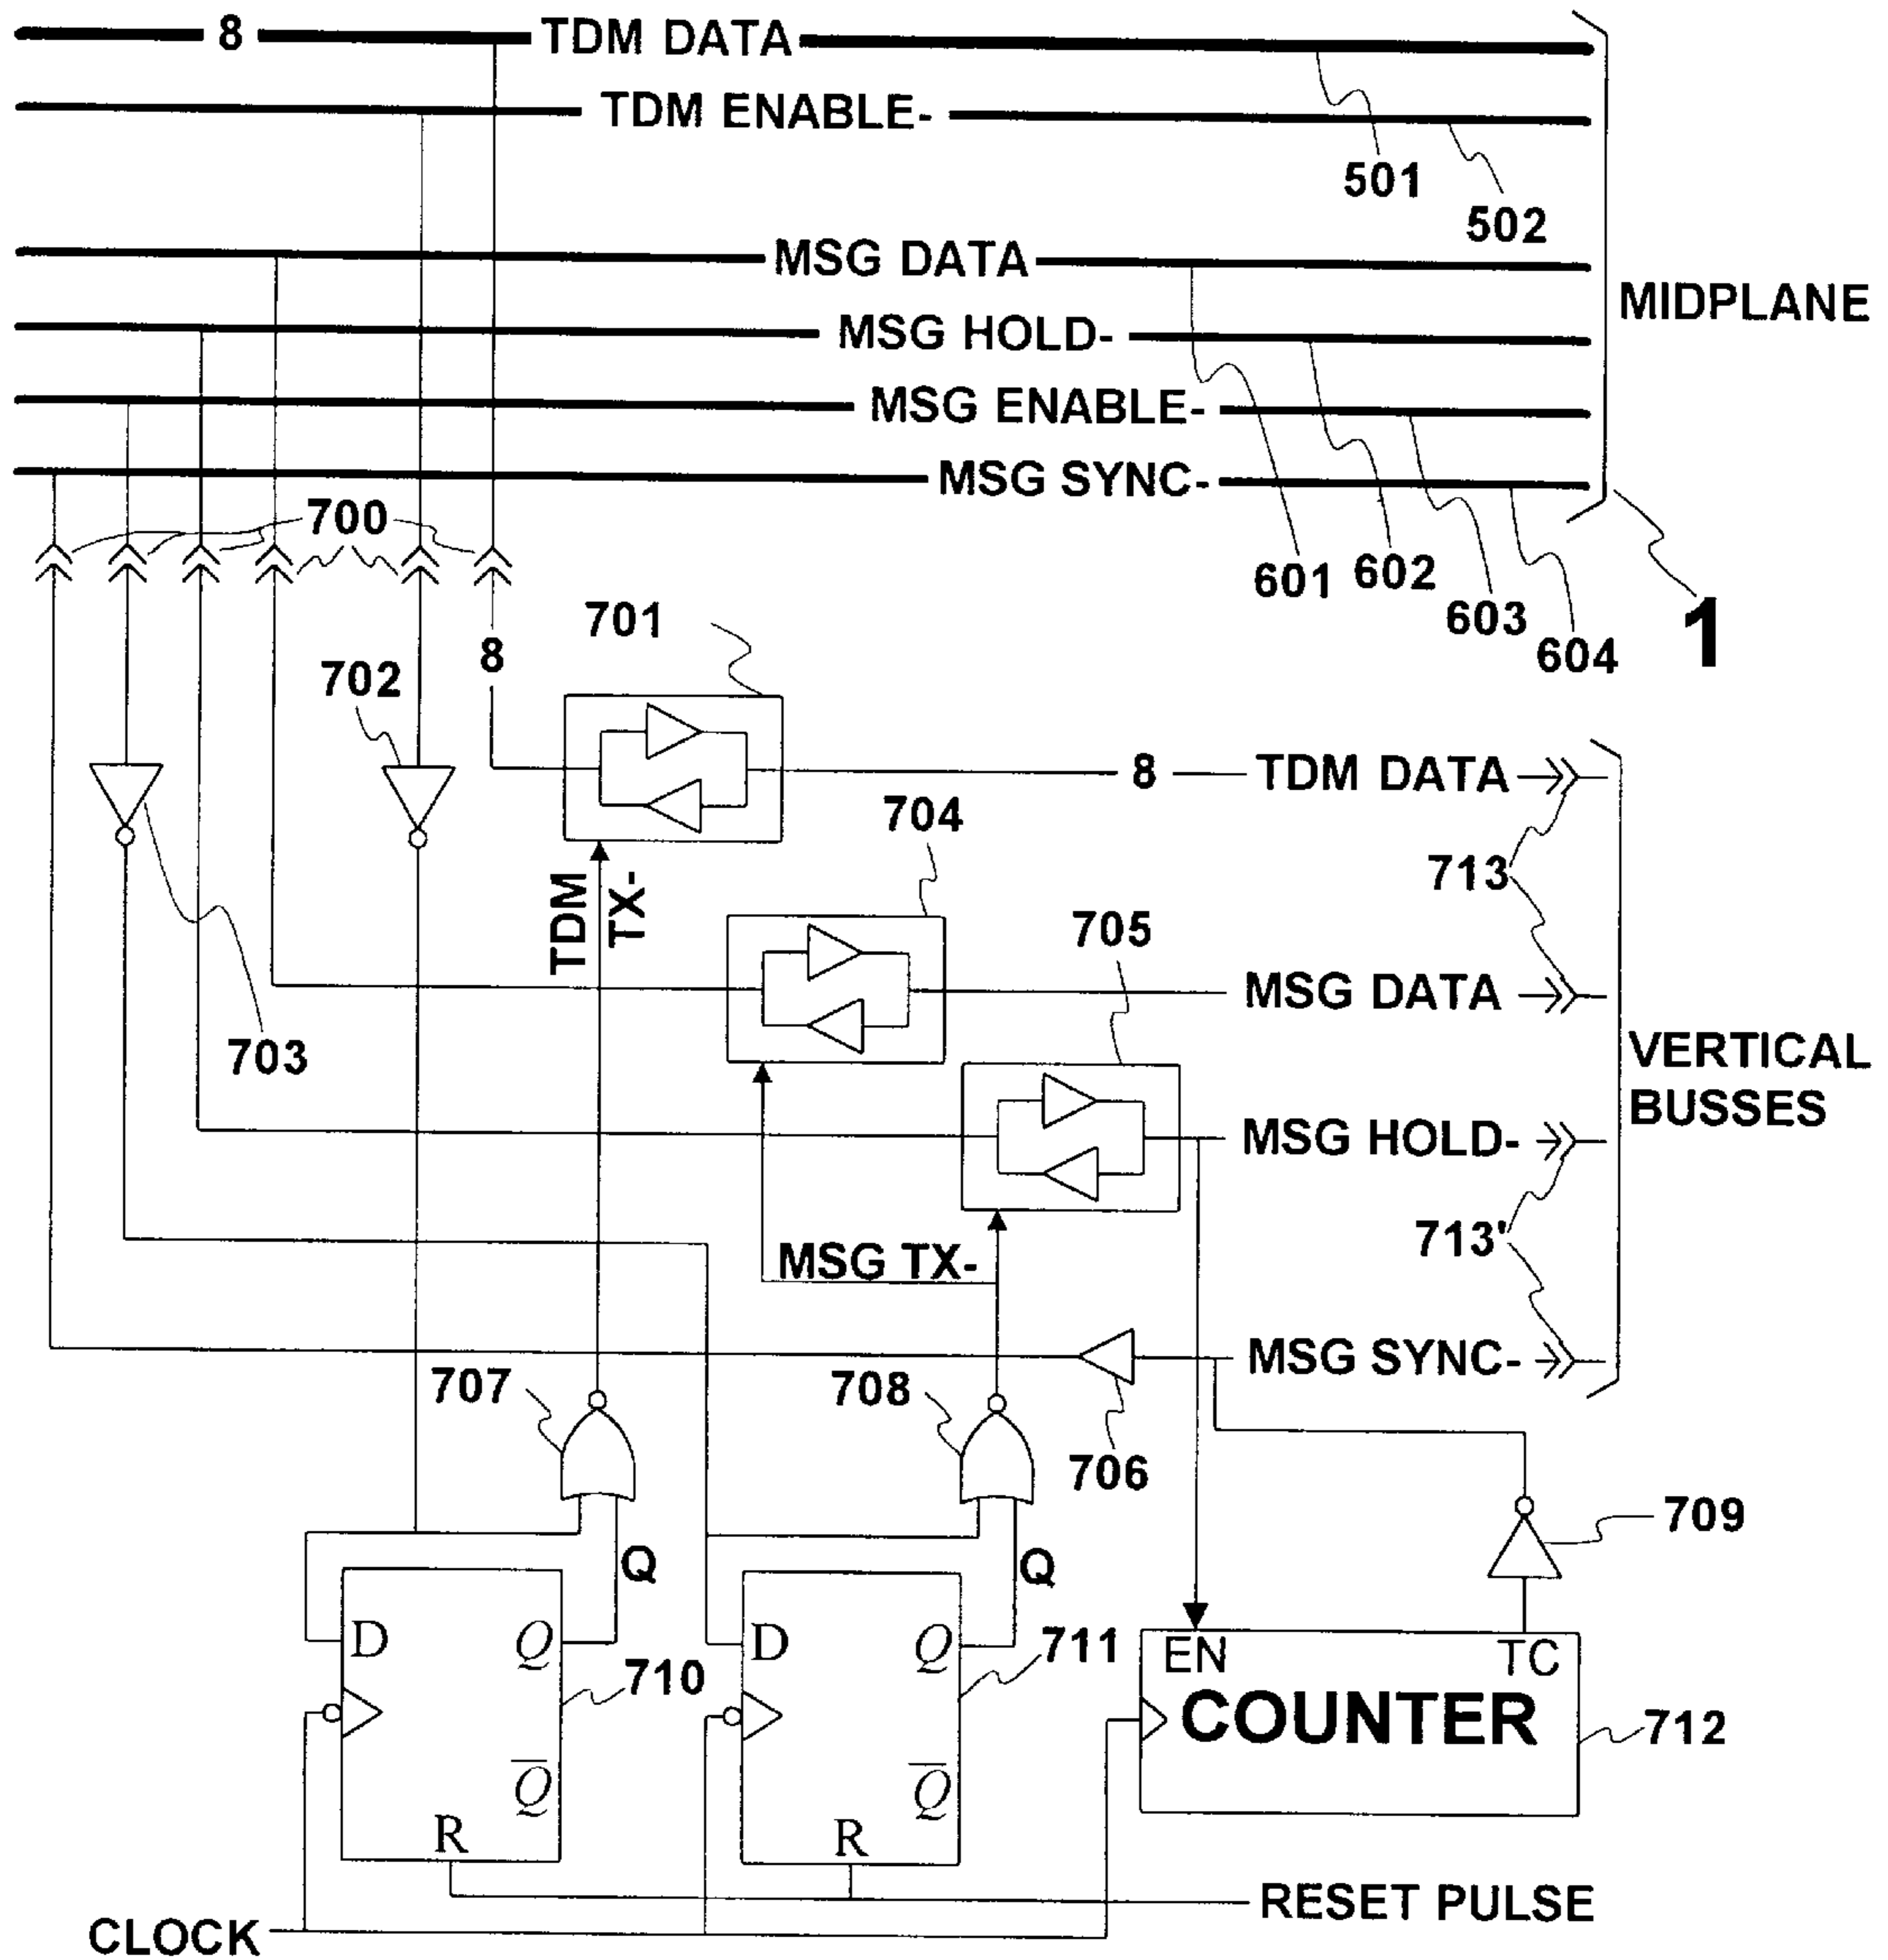 8 TDM DATA
TDM ENABLE-
501
502
MSG DATA
MIDPLANE
MSG HOLD-
MSG ENABLE-
MSG SYNC-
700
601
602
603
604
1
701
8
702
8 TDM DATA
704
713
TDM TX-
705
MSG DATA
703
VERTICAL
BUSSES
MSG HOLD-
713'
MSG TX-
MSG SYNC-
707
708
706
709
Q
Q
D
Q
710
D
Q
711
EN
TC
COUNTER
712
Q̅
Q̅
R
R
RESET PULSE
CLOCK